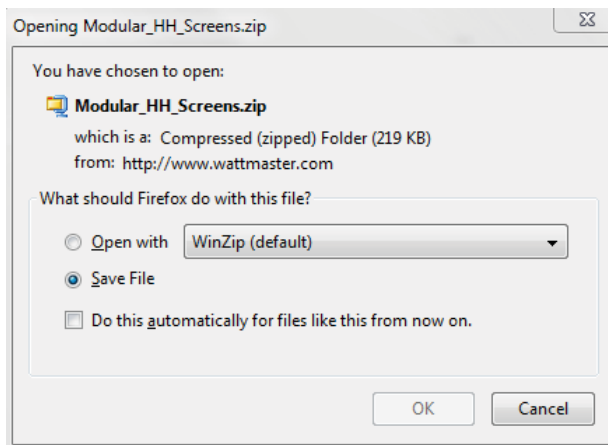 Opening Modular_HH_Screens.zip
You have chosen to open:
Modular_HH_Screens.zip
which is a: Compressed (zipped) Folder (219 KB)
from: http://www.wattmaster.com
What should Firefox do with this file?
Open with WinZip (default)
Save File
Do this automatically for files like this from now on.
OK Cancel